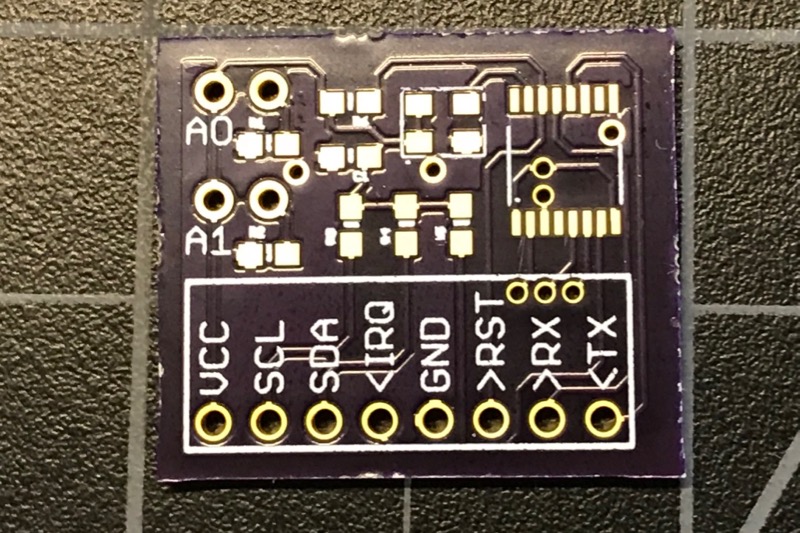 A0
A1
VCC
SCL
SDA
<IRQ
GND
>RST
>RX
<TX